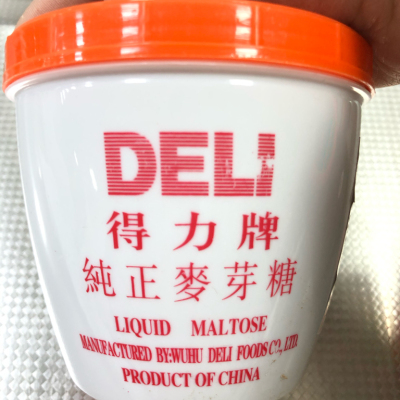 DELI
得力牌
純正麥芽糖
LIQUID MALTOSE
MANUFACTURED BY:WUHU DELI FOODS CO., LTD.
PRODUCT OF CHINA